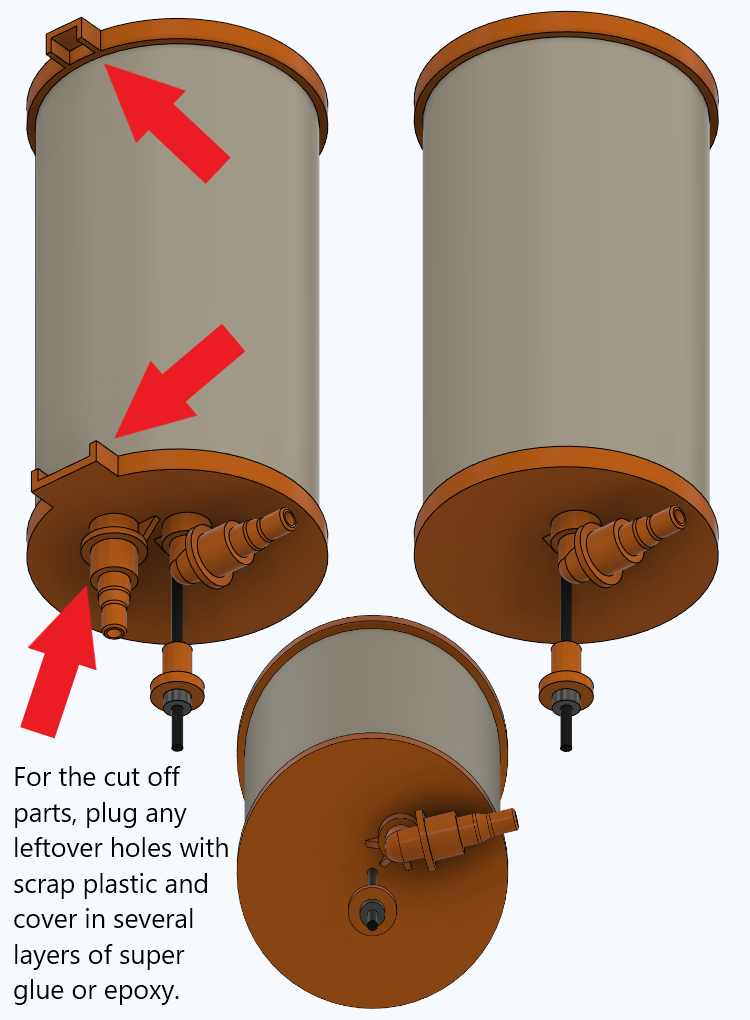 For the cut off
parts, plug any
leftover holes with
scrap plastic and
cover in several
layers of super
glue or epoxy.